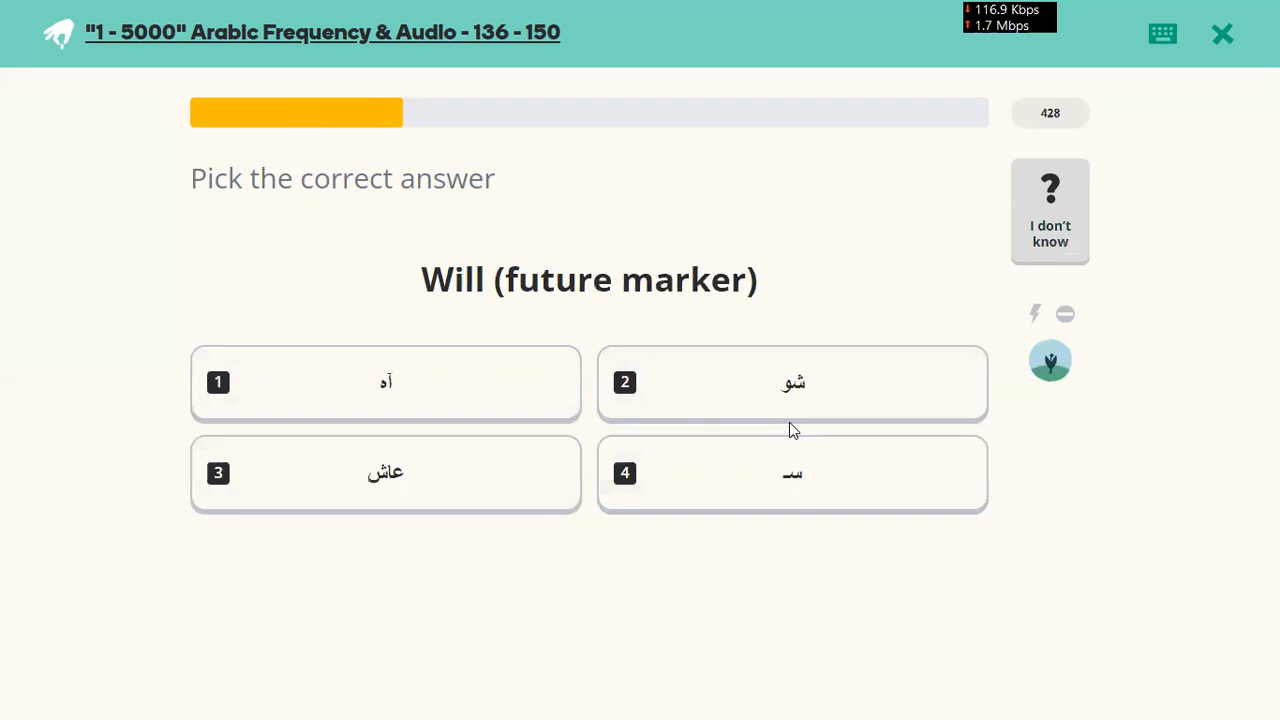 "1 - 5000" Arabic Frequency & Audio - 136 - 150
116.9 Kbps
1.7 Mbps
428
Pick the correct answer
?
I don't
know
Will (future marker)
1 آه
2 شو
3 عاش
4 سـ